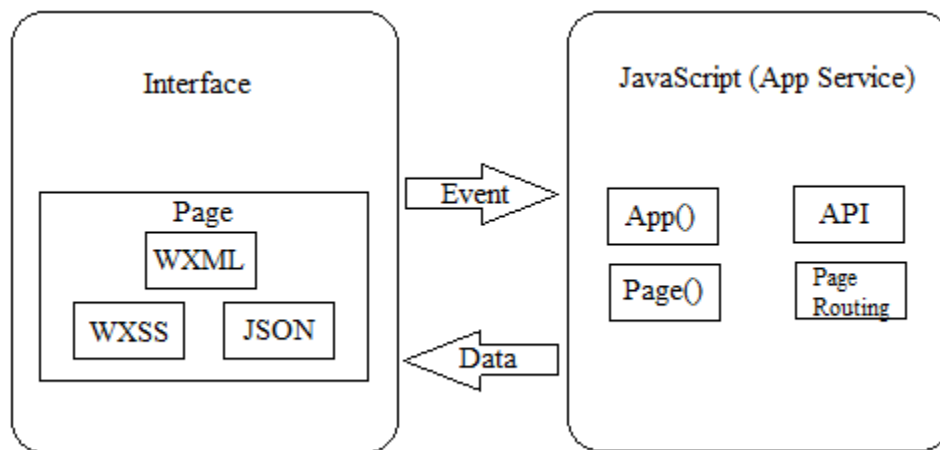 Interface
Page
WXML
WXSS
JSON
Event
Data
JavaScript (App Service)
App()
API
Page()
Page
Routing